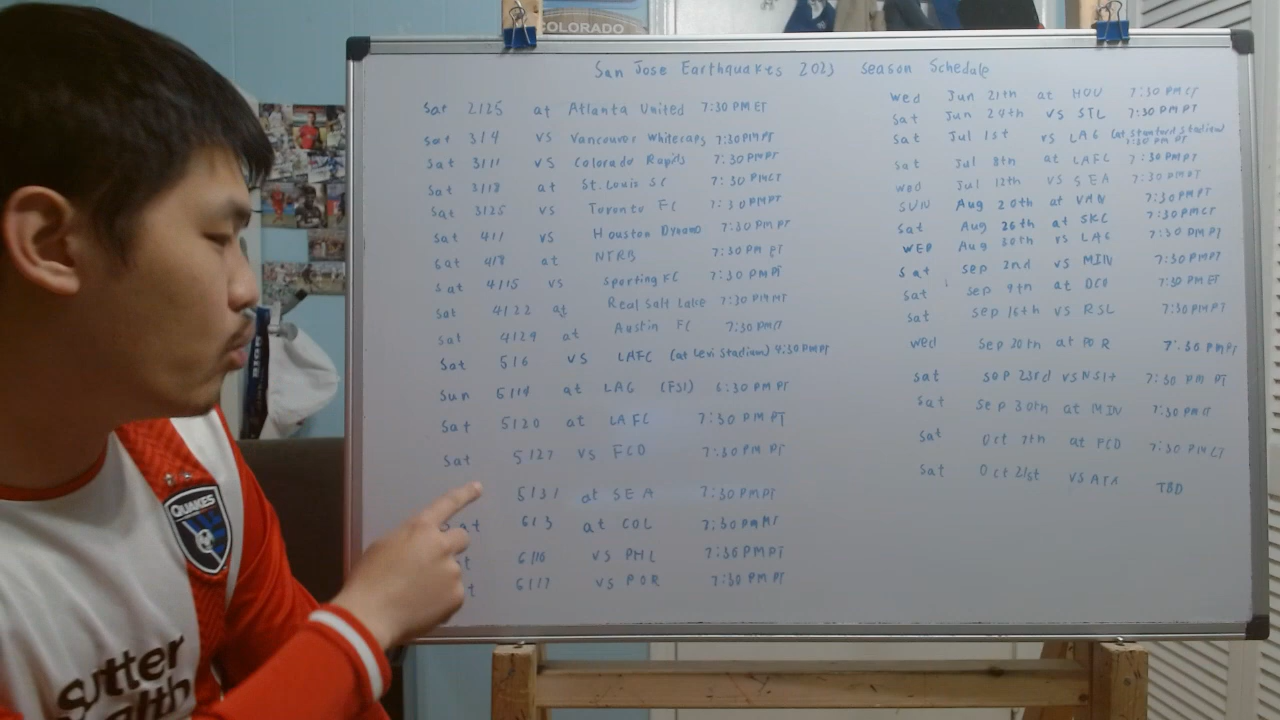 COLORADO
San Jose Earthquakes 2023 season Schedule
Sat 2/25 at Atlanta United 7:30 PM ET
Sat 3/4 VS Vancouver Whitecaps 7:30 PM PT
Sat 3/11 VS Colorado Rapids 7:30 PM PT
Sat 3/18 at St. Louis SC 7:30 PM CT
Sat 3/25 vs Toronto FC 7:30 PM PT
Sat 4/1 vs Houston Dynamo 7:30 PM PT
Sat 4/8 at NYRB 7:30 PM ET
Sat 4/15 vs Sporting KC 7:30 PM PT
Sat 4/22 at Real Salt Lake 7:30 PM MT
Sat 4/29 at Austin FC 7:30 PM CT
Sat 5/6 VS LAFC (at Levi Stadium) 4:30 PM PT
Sun 5/14 at LAG (FS1) 6:30 PM PT
Sat 5/20 at LAFC 7:30 PM PT
Sat 5/27 VS FCD 7:30 PM PT
5/31 at SEA 7:30 PM PT
Sat 6/3 at COL 7:30 PM MT
t 6/10 VS PHL 7:30 PM PT
t 6/17 VS POR 7:30 PM PT
Wed Jun 21th at HOU 7:30 PM CT
Sat Jun 24th VS STL 7:30 PM PT
Sat Jul 1st vs LAG (at Stanford Stadium) 7:30 PM PT
Sat Jul 8th at LAFC 7:30 PM PT
Wed Jul 12th VS SEA 7:30 PM PT
SUN Aug 20th at VAN 7:30 PM PT
Sat Aug 26th at SKC 7:30 PM CT
WED Aug 30th vs LAG 7:30 PM PT
Sat Sep 2nd vs MIN 7:30 PM PT
Sat Sep 9th at DCU 7:30 PM ET
Sat Sep 16th VS RSL 7:30 PM PT
Wed Sep 20th at POR 7:30 PM PT
Sat Sep 23rd VS NSH 7:30 PM PT
Sat Sep 30th at MIN 7:30 PM CT
Sat Oct 7th at FCD 7:30 PM CT
Sat Oct 21st VS ATX TBD
QUAKES
Sutter
Health